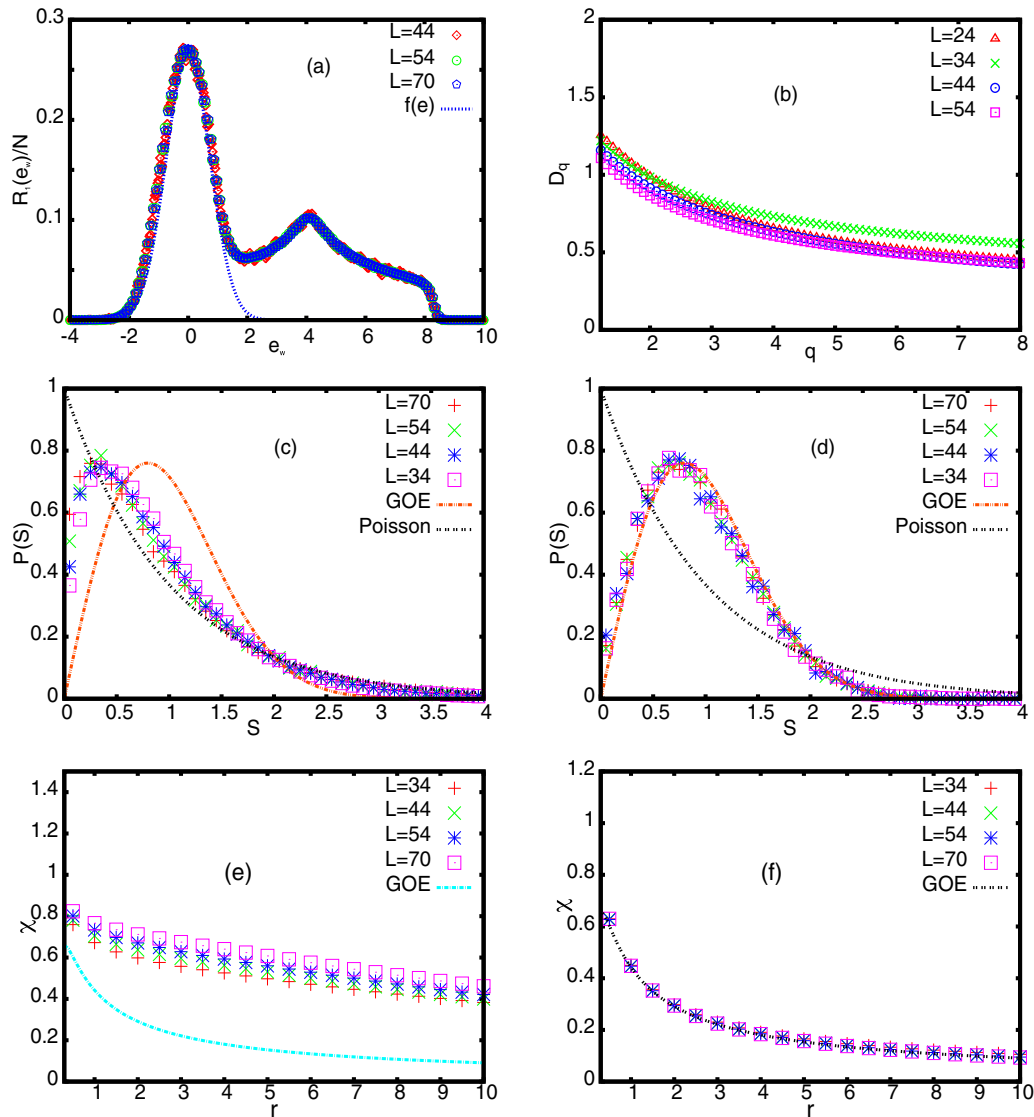 L=44
L=54
L=70
f(e)
(a)
R₁(e_w)/N
0.3
0.2
0.1
0
-4 -2 0 2 4 6 8 10
e_w
L=24
L=34
L=44
L=54
(b)
D_q
2
1.5
1
0.5
0
2 3 4 5 6 7 8
q
L=70
L=54
L=44
L=34
GOE
Poisson
(c)
P(S)
1
0.8
0.6
0.4
0.2
0
0 0.5 1 1.5 2 2.5 3 3.5 4
S
L=70
L=54
L=44
L=34
GOE
Poisson
(d)
P(S)
1
0.8
0.6
0.4
0.2
0
0 0.5 1 1.5 2 2.5 3 3.5 4
S
L=34
L=44
L=54
L=70
GOE
(e)
χ
1.4
1.2
1
0.8
0.6
0.4
0.2
0
1 2 3 4 5 6 7 8 9 10
r
L=34
L=44
L=54
L=70
GOE
(f)
χ
1.2
1
0.8
0.6
0.4
0.2
0
1 2 3 4 5 6 7 8 9 10
r